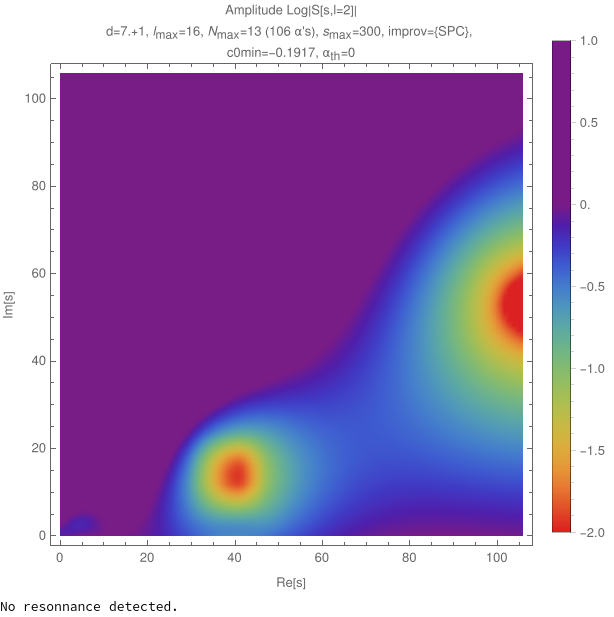 Amplitude Log|S[s,l=2]|
d=7.+1, lmax=16, Nmax=13 (106 α's), smax=300, improv={SPC},
c0min=−0.1917, αth=0
100
80
60
40
20
0
Im[s]
0 20 40 60 80 100
Re[s]
1.0
0.5
0.
−0.5
−1.0
−1.5
−2.0
No resonnance detected.